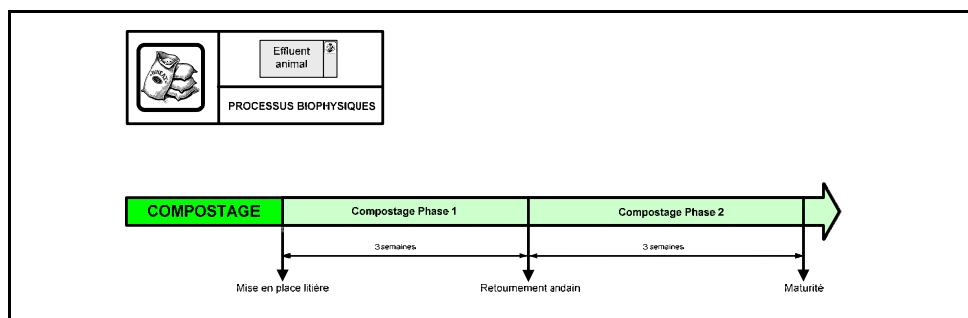 Effluent
animal
PROCESSUS BIOPHYSIQUES
COMPOSTAGE
Compostage Phase 1
Compostage Phase 2
3 semaines
3 semaines
Mise en place litière
Retournement andain
Maturité